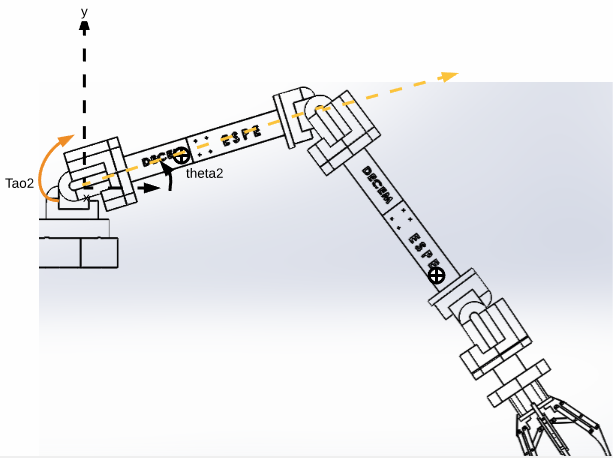 y
DECEM
ESPE
theta2
Tao2
x
DECEM
ESPE